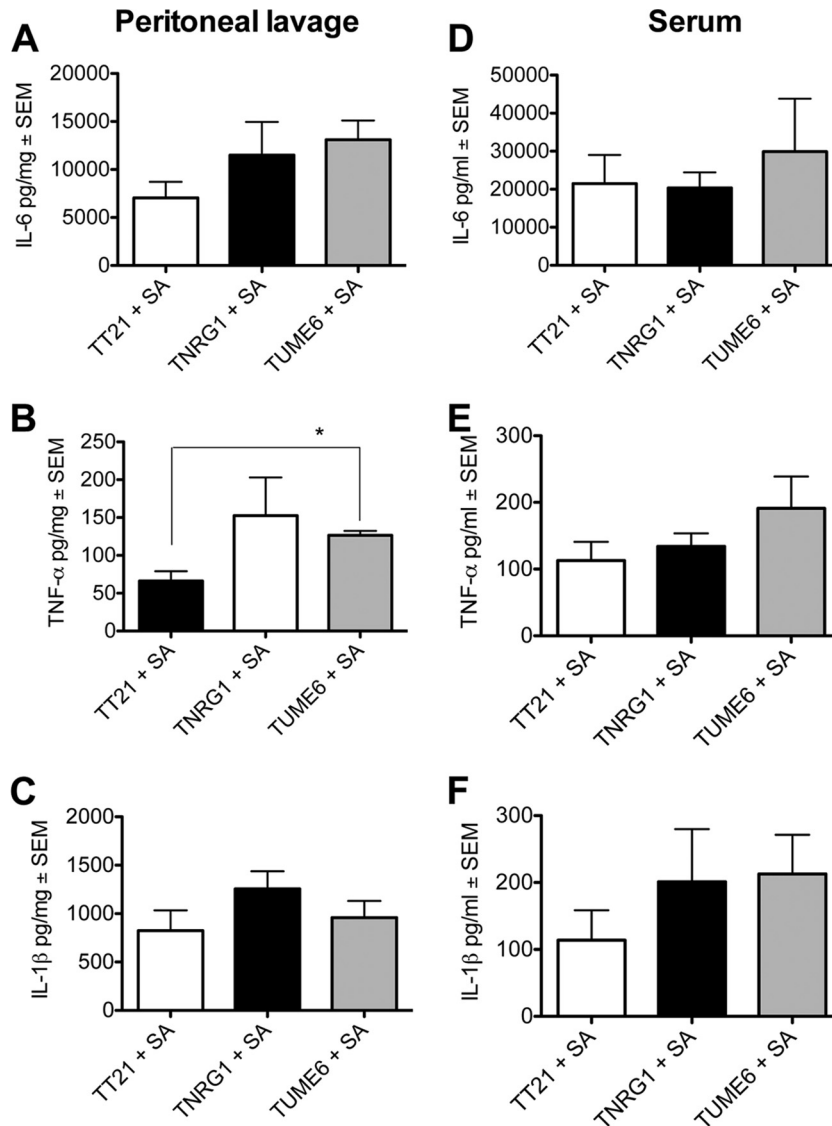 Peritoneal lavage
Serum
A
IL-6 pg/mg ± SEM
20000
15000
10000
5000
0
TT21 + SA
TNRG1 + SA
TUME6 + SA
D
IL-6 pg/ml ± SEM
50000
40000
30000
20000
10000
0
TT21 + SA
TNRG1 + SA
TUME6 + SA
B
TNF-α pg/mg ± SEM
250
200
150
100
50
0
*
TT21 + SA
TNRG1 + SA
TUME6 + SA
E
TNF-α pg/ml ± SEM
300
200
100
0
TT21 + SA
TNRG1 + SA
TUME6 + SA
C
IL-1β pg/mg ± SEM
2000
1500
1000
500
0
TT21 + SA
TNRG1 + SA
TUME6 + SA
F
IL-1β pg/ml ± SEM
300
200
100
0
TT21 + SA
TNRG1 + SA
TUME6 + SA